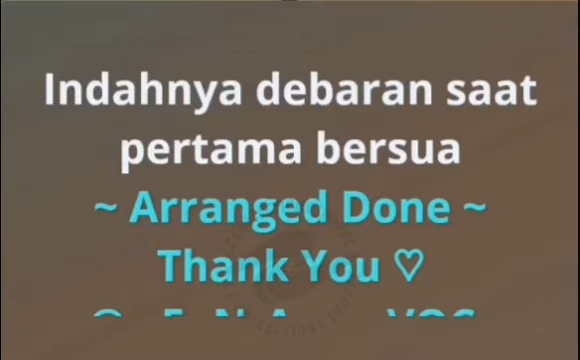 Indahnya debaran saat
pertama bersua
~ Arranged Done ~
Thank You ♡